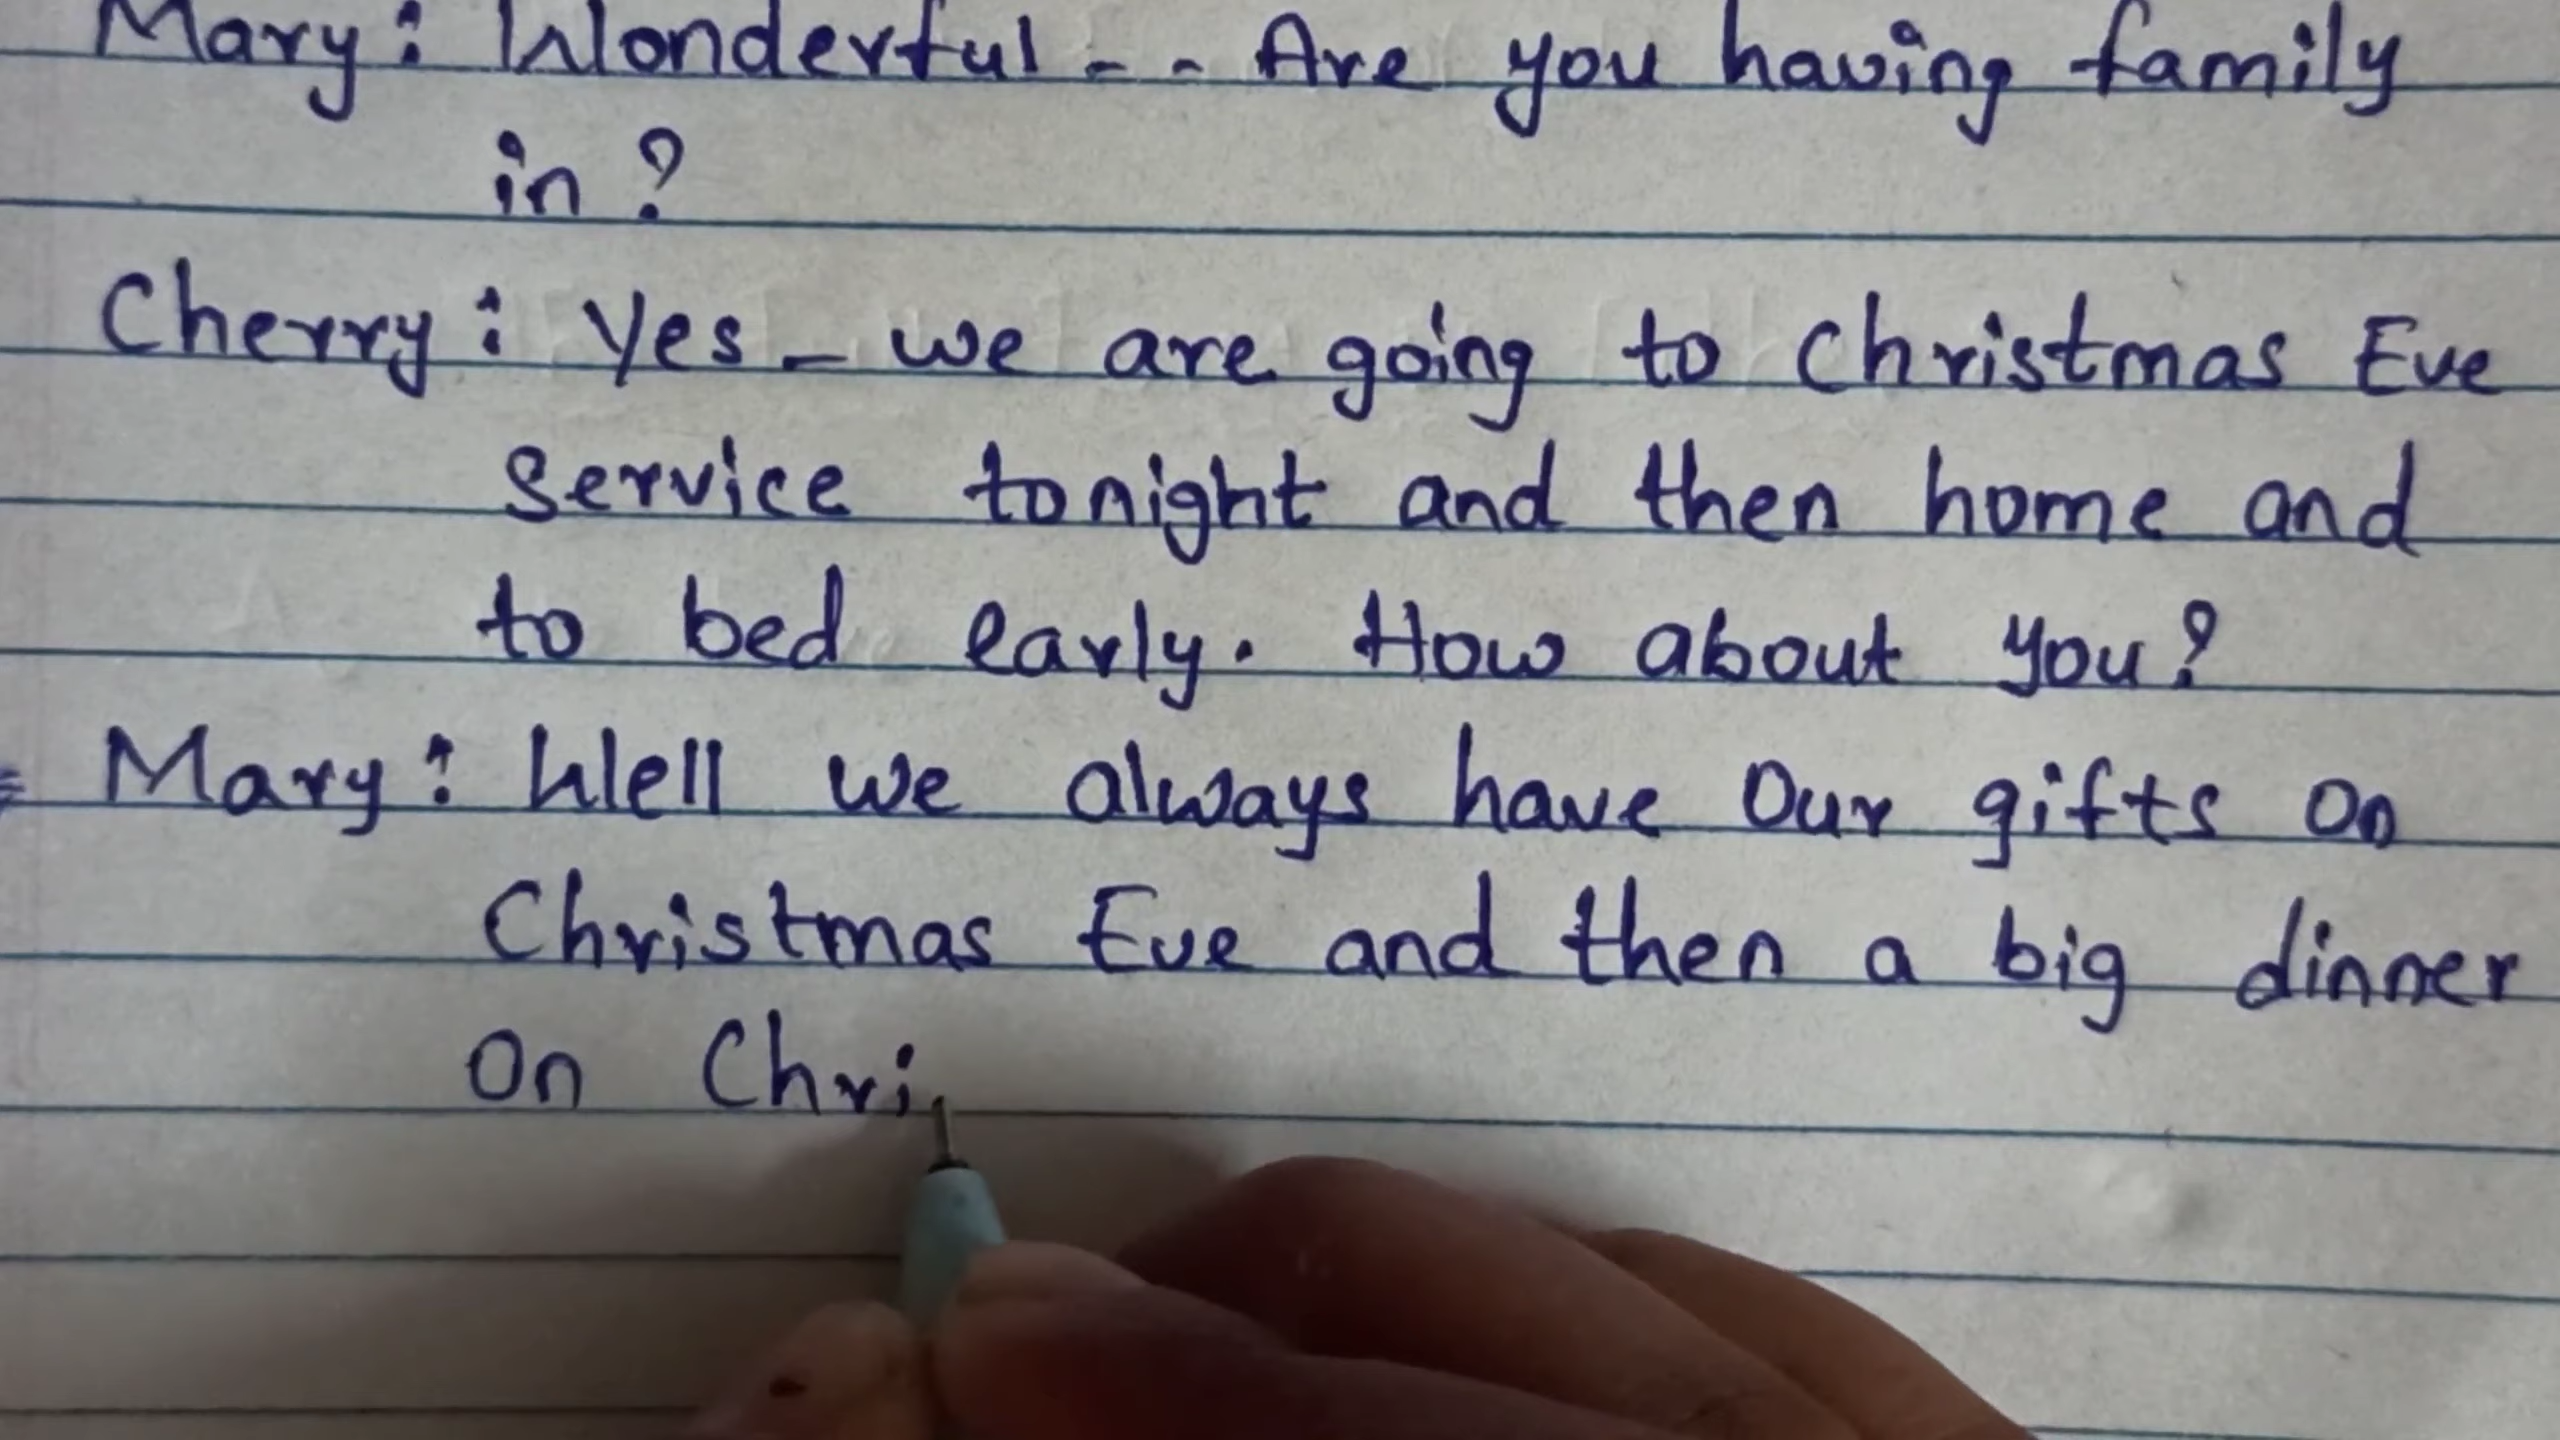 Mary: Wonderful -- Are you having family
in?
Cherry: Yes - we are going to Christmas Eve
Service tonight and then home and
to bed early. How about you?
Mary: Well we always have our gifts on
Christmas Eve and then a big dinner
on Chri